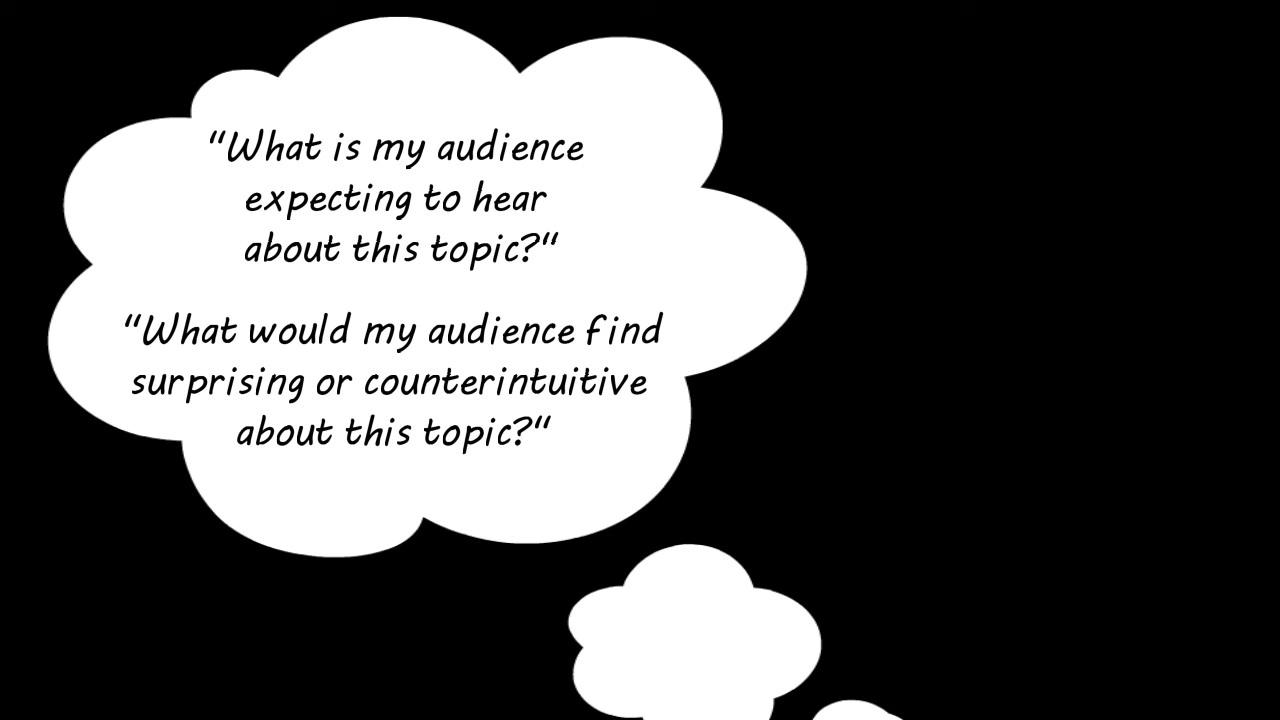 “What is my audience
expecting to hear
about this topic?“
“What would my audience find
surprising or counterintuitive
about this topic?“